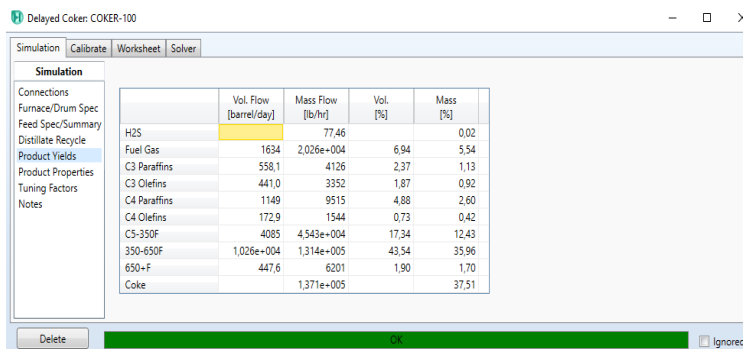 Delayed Coker: COKER-100
Simulation Calibrate Worksheet Solver
Simulation
Connections
Furnace/Drum Spec
Feed Spec/Summary
Distillate Recycle
Product Yields
Product Properties
Tuning Factors
Notes
Vol. Flow [barrel/day] Mass Flow [lb/hr] Vol. [%] Mass [%]
H2S 77,46 0,02
Fuel Gas 1634 2,026e+004 6,94 5,54
C3 Paraffins 558,1 4126 2,37 1,13
C3 Olefins 441,0 3352 1,87 0,92
C4 Paraffins 1149 9515 4,88 2,60
C4 Olefins 172,9 1544 0,73 0,42
C5-350F 4085 4,543e+004 17,34 12,43
350-650F 1,026e+004 1,314e+005 43,54 35,96
650+F 447,6 6201 1,90 1,70
Coke 1,371e+005 37,51
Delete OK Ignored